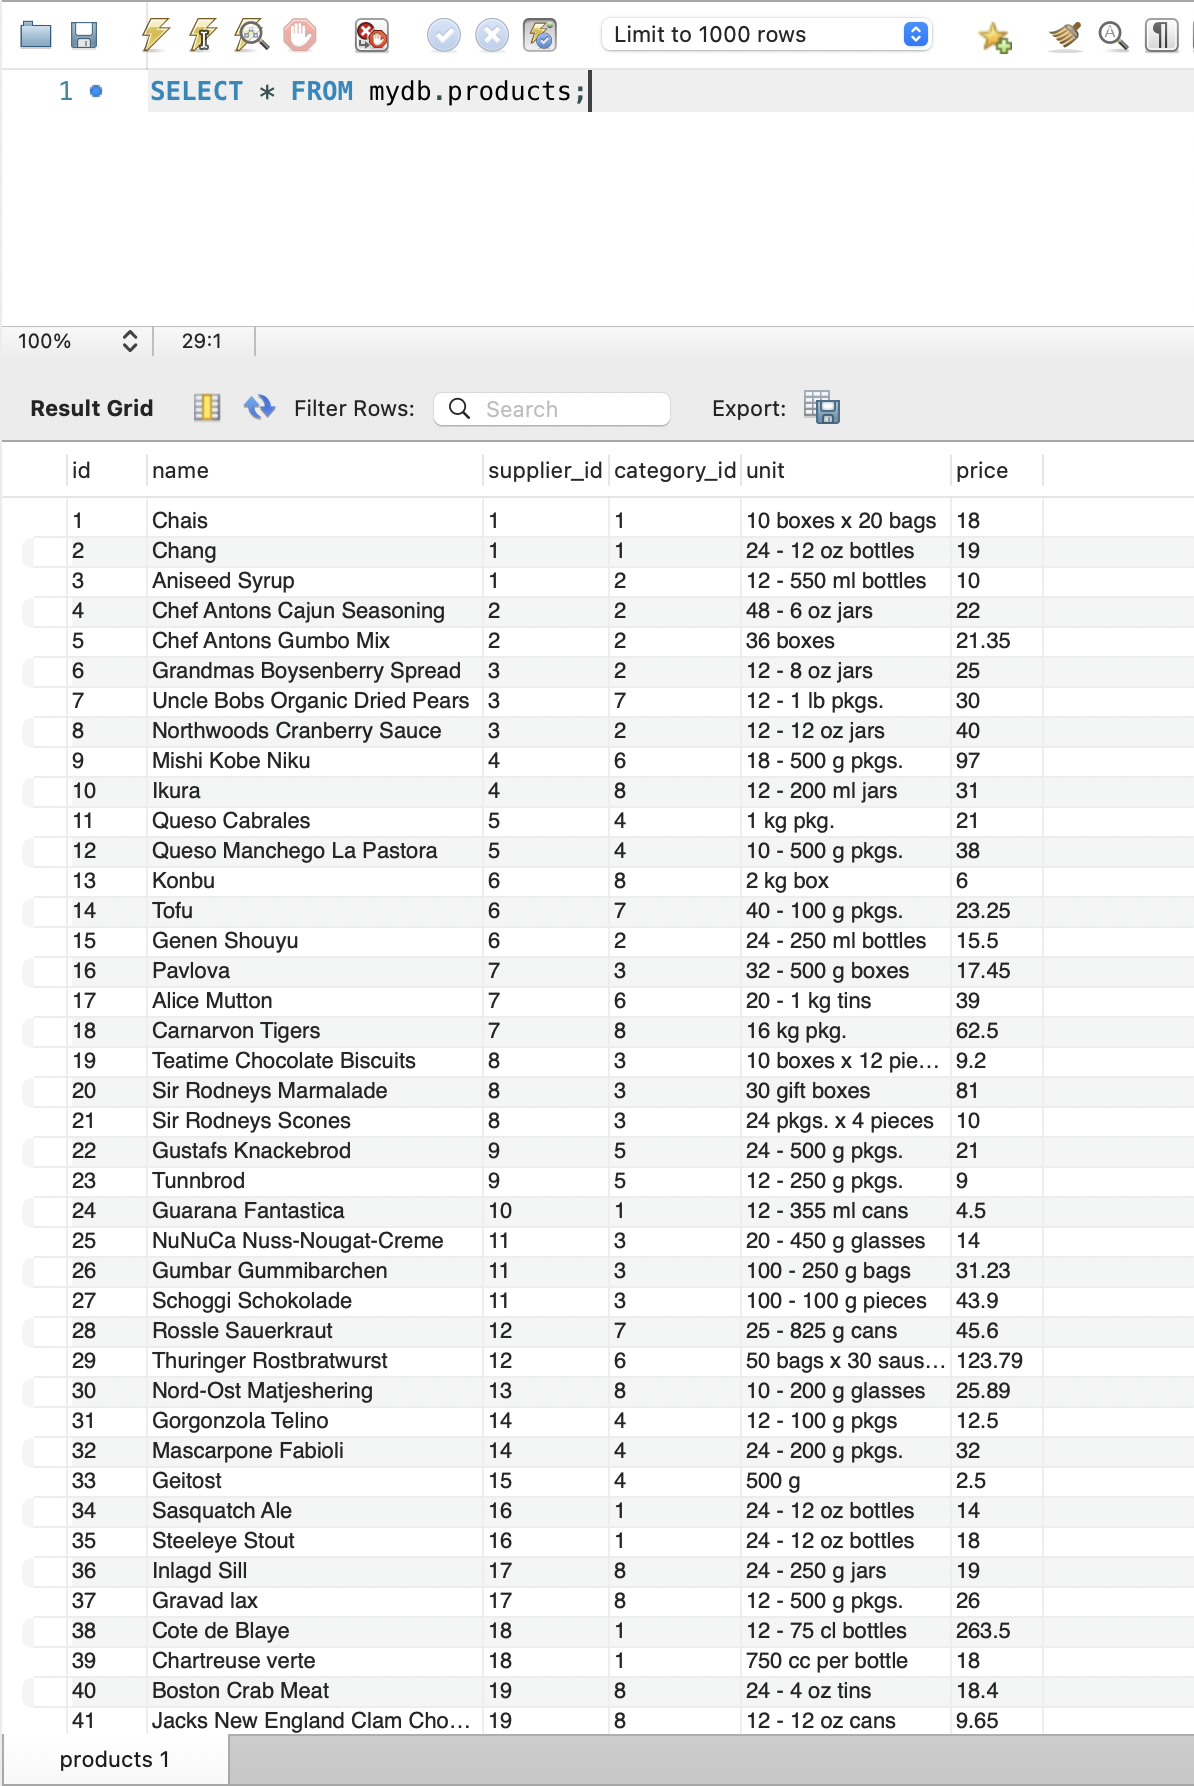 Limit to 1000 rows
1 SELECT * FROM mydb.products;
100% 29:1
Result Grid Filter Rows: Search Export:
id name supplier_id category_id unit price
1 Chais 1 1 10 boxes x 20 bags 18
2 Chang 1 1 24 - 12 oz bottles 19
3 Aniseed Syrup 1 2 12 - 550 ml bottles 10
4 Chef Antons Cajun Seasoning 2 2 48 - 6 oz jars 22
5 Chef Antons Gumbo Mix 2 2 36 boxes 21.35
6 Grandmas Boysenberry Spread 3 2 12 - 8 oz jars 25
7 Uncle Bobs Organic Dried Pears 3 7 12 - 1 lb pkgs. 30
8 Northwoods Cranberry Sauce 3 2 12 - 12 oz jars 40
9 Mishi Kobe Niku 4 6 18 - 500 g pkgs. 97
10 Ikura 4 8 12 - 200 ml jars 31
11 Queso Cabrales 5 4 1 kg pkg. 21
12 Queso Manchego La Pastora 5 4 10 - 500 g pkgs. 38
13 Konbu 6 8 2 kg box 6
14 Tofu 6 7 40 - 100 g pkgs. 23.25
15 Genen Shouyu 6 2 24 - 250 ml bottles 15.5
16 Pavlova 7 3 32 - 500 g boxes 17.45
17 Alice Mutton 7 6 20 - 1 kg tins 39
18 Carnarvon Tigers 7 8 16 kg pkg. 62.5
19 Teatime Chocolate Biscuits 8 3 10 boxes x 12 pie... 9.2
20 Sir Rodneys Marmalade 8 3 30 gift boxes 81
21 Sir Rodneys Scones 8 3 24 pkgs. x 4 pieces 10
22 Gustafs Knackebrod 9 5 24 - 500 g pkgs. 21
23 Tunnbrod 9 5 12 - 250 g pkgs. 9
24 Guarana Fantastica 10 1 12 - 355 ml cans 4.5
25 NuNuCa Nuss-Nougat-Creme 11 3 20 - 450 g glasses 14
26 Gumbar Gummibarchen 11 3 100 - 250 g bags 31.23
27 Schoggi Schokolade 11 3 100 - 100 g pieces 43.9
28 Rossle Sauerkraut 12 7 25 - 825 g cans 45.6
29 Thuringer Rostbratwurst 12 6 50 bags x 30 saus... 123.79
30 Nord-Ost Matjeshering 13 8 10 - 200 g glasses 25.89
31 Gorgonzola Telino 14 4 12 - 100 g pkgs 12.5
32 Mascarpone Fabioli 14 4 24 - 200 g pkgs. 32
33 Geitost 15 4 500 g 2.5
34 Sasquatch Ale 16 1 24 - 12 oz bottles 14
35 Steeleye Stout 16 1 24 - 12 oz bottles 18
36 Inlagd Sill 17 8 24 - 250 g jars 19
37 Gravad lax 17 8 12 - 500 g pkgs. 26
38 Cote de Blaye 18 1 12 - 75 cl bottles 263.5
39 Chartreuse verte 18 1 750 cc per bottle 18
40 Boston Crab Meat 19 8 24 - 4 oz tins 18.4
41 Jacks New England Clam Cho... 19 8 12 - 12 oz cans 9.65
products 1